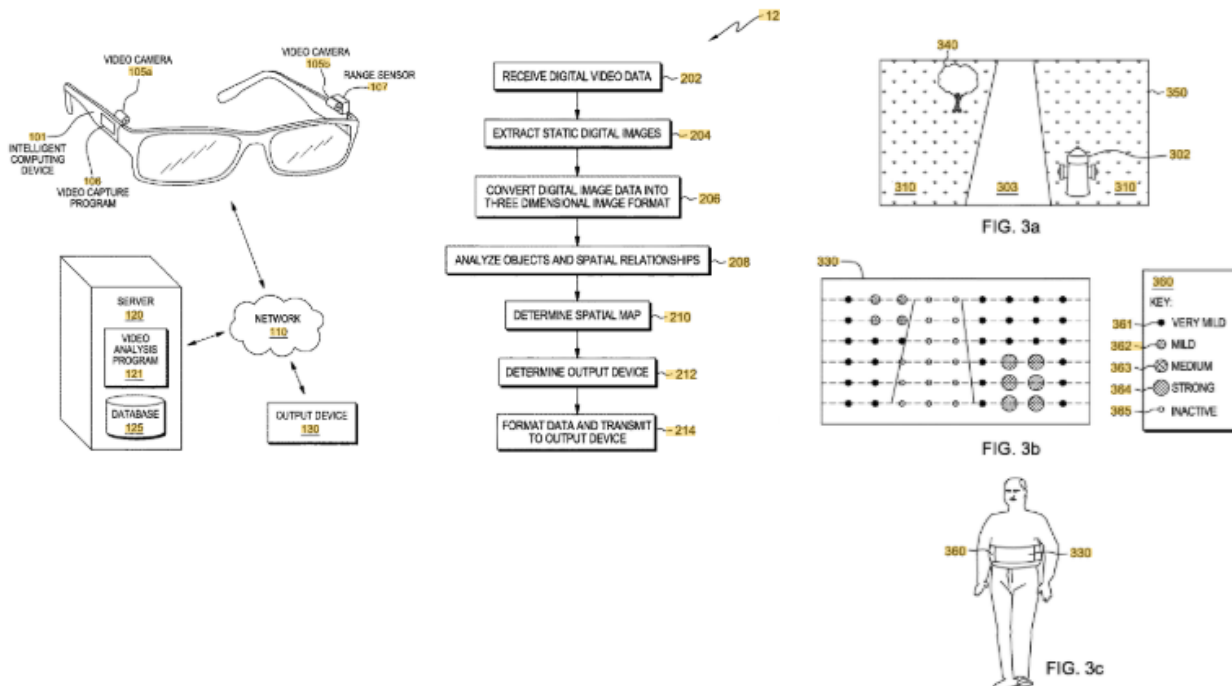 VIDEO CAMERA
105a
VIDEO CAMERA
105b
RANGE SENSOR
107
101
INTELLIGENT
COMPUTING
DEVICE
106
VIDEO CAPTURE
PROGRAM
SERVER
120
VIDEO
ANALYSIS
PROGRAM
121
DATABASE
125
NETWORK
110
OUTPUT DEVICE
130
12
RECEIVE DIGITAL VIDEO DATA
202
EXTRACT STATIC DIGITAL IMAGES
204
CONVERT DIGITAL IMAGE DATA INTO
THREE DIMENSIONAL IMAGE FORMAT
206
ANALYZE OBJECTS AND SPATIAL RELATIONSHIPS
208
DETERMINE SPATIAL MAP
210
DETERMINE OUTPUT DEVICE
212
FORMAT DATA AND TRANSMIT
TO OUTPUT DEVICE
214
340
350
302
310
303
310
FIG. 3a
330
360
KEY:
361
VERY MILD
362
MILD
363
MEDIUM
364
STRONG
365
INACTIVE
FIG. 3b
360
330
FIG. 3c